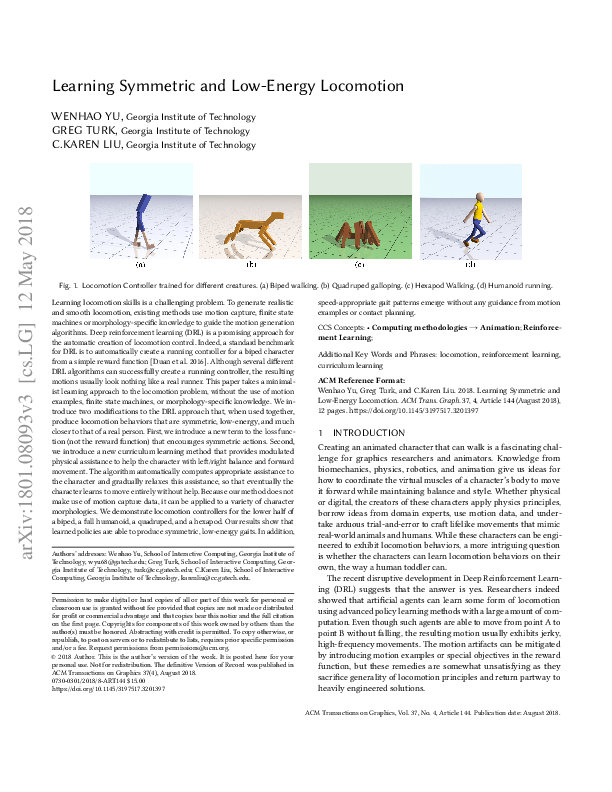 Learning Symmetric and Low-Energy Locomotion
WENHAO YU, Georgia Institute of Technology
GREG TURK, Georgia Institute of Technology
C.KAREN LIU, Georgia Institute of Technology
(a)
(b)
(c)
(d)
Fig. 1. Locomotion Controller trained for different creatures. (a) Biped walking. (b) Quadruped galloping. (c) Hexapod Walking. (d) Humanoid running.
Learning locomotion skills is a challenging problem. To generate realistic
and smooth locomotion, existing methods use motion capture, finite state
machines or morphology-specific knowledge to guide the motion generation
algorithms. Deep reinforcement learning (DRL) is a promising approach for
the automatic creation of locomotion control. Indeed, a standard benchmark
for DRL is to automatically create a running controller for a biped character
from a simple reward function [Duan et al. 2016]. Although several different
DRL algorithms can successfully create a running controller, the resulting
motions usually look nothing like a real runner. This paper takes a minimal-
ist learning approach to the locomotion problem, without the use of motion
examples, finite state machines, or morphology-specific knowledge. We in-
troduce two modifications to the DRL approach that, when used together,
produce locomotion behaviors that are symmetric, low-energy, and much
closer to that of a real person. First, we introduce a new term to the loss func-
tion (not the reward function) that encourages symmetric actions. Second,
we introduce a new curriculum learning method that provides modulated
physical assistance to help the character with left/right balance and forward
movement. The algorithm automatically computes appropriate assistance to
the character and gradually relaxes this assistance, so that eventually the
character learns to move entirely without help. Because our method does not
make use of motion capture data, it can be applied to a variety of character
morphologies. We demonstrate locomotion controllers for the lower half of
a biped, a full humanoid, a quadruped, and a hexapod. Our results show that
learned policies are able to produce symmetric, low-energy gaits. In addition,
Authors' addresses: Wenhao Yu, School of Interactive Computing, Georgia Institute of
Technology, wyu68@gatech.edu; Greg Turk, School of Interactive Computing, Geor-
gia Institute of Technology, turk@cc.gatech.edu; C.Karen Liu, School of Interactive
Computing, Georgia Institute of Technology, karenliu@cc.gatech.edu.
Permission to make digital or hard copies of all or part of this work for personal or
classroom use is granted without fee provided that copies are not made or distributed
for profit or commercial advantage and that copies bear this notice and the full citation
on the first page. Copyrights for components of this work owned by others than the
author(s) must be honored. Abstracting with credit is permitted. To copy otherwise, or
republish, to post on servers or to redistribute to lists, requires prior specific permission
and/or a fee. Request permissions from permissions@acm.org.
© 2018 Author. This is the author's version of the work. It is posted here for your
personal use. Not for redistribution. The definitive Version of Record was published in
ACM Transactions on Graphics 37(4), August 2018.
0730-0301/2018/8-ART144 $15.00
https://doi.org/10.1145/3197517.3201397
speed-appropriate gait patterns emerge without any guidance from motion
examples or contact planning.
CCS Concepts: • Computing methodologies → Animation; Reinforce-
ment Learning;
Additional Key Words and Phrases: locomotion, reinforcement learning,
curriculum learning
ACM Reference Format:
Wenhao Yu, Greg Turk, and C.Karen Liu. 2018. Learning Symmetric and
Low-Energy Locomotion. ACM Trans. Graph. 37, 4, Article 144 (August 2018),
12 pages. https://doi.org/10.1145/3197517.3201397
1 INTRODUCTION
Creating an animated character that can walk is a fascinating chal-
lenge for graphics researchers and animators. Knowledge from
biomechanics, physics, robotics, and animation give us ideas for
how to coordinate the virtual muscles of a character's body to move
it forward while maintaining balance and style. Whether physical
or digital, the creators of these characters apply physics principles,
borrow ideas from domain experts, use motion data, and under-
take arduous trial-and-error to craft lifelike movements that mimic
real-world animals and humans. While these characters can be engi-
neered to exhibit locomotion behaviors, a more intriguing question
is whether the characters can learn locomotion behaviors on their
own, the way a human toddler can.
The recent disruptive development in Deep Reinforcement Learn-
ing (DRL) suggests that the answer is yes. Researchers indeed
showed that artificial agents can learn some form of locomotion
using advanced policy learning methods with a large amount of com-
putation. Even though such agents are able to move from point A to
point B without falling, the resulting motion usually exhibits jerky,
high-frequency movements. The motion artifacts can be mitigated
by introducing motion examples or special objectives in the reward
function, but these remedies are somewhat unsatisfying as they
sacrifice generality of locomotion principles and return partway to
heavily engineered solutions.
ACM Transactions on Graphics, Vol. 37, No. 4, Article 144. Publication date: August 2018.
arXiv:1801.08093v3 [cs.LG] 12 May 2018